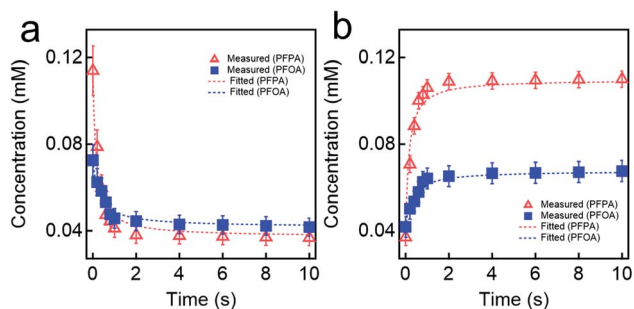 a
0.12
0.08
0.04
Concentration (mM)
0 2 4 6 8 10
Time (s)
Measured (PFPA)
Measured (PFOA)
Fitted (PFPA)
Fitted (PFOA)
b
0.12
0.08
0.04
Concentration (mM)
0 2 4 6 8 10
Time (s)
Measured (PFPA)
Measured (PFOA)
Fitted (PFPA)
Fitted (PFOA)